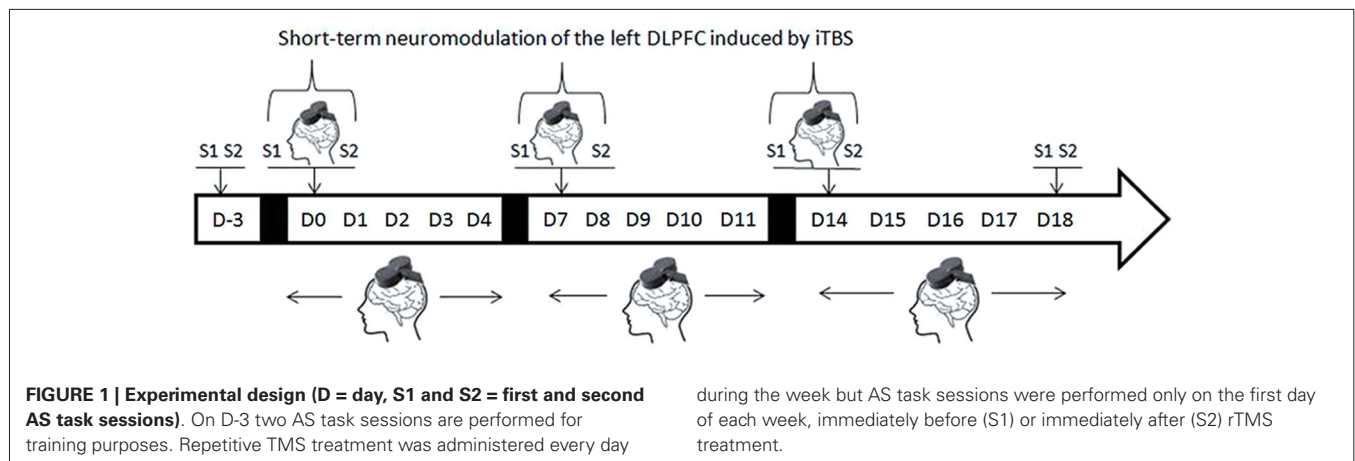 Short-term neuromodulation of the left DLPFC induced by iTBS
S1 S2 S1 S2 S1 S2 S1 S2 S1 S2
D-3 D0 D1 D2 D3 D4 D7 D8 D9 D10 D11 D14 D15 D16 D17 D18
FIGURE 1 | Experimental design (D = day, S1 and S2 = first and second
AS task sessions). On D-3 two AS task sessions are performed for
training purposes. Repetitive TMS treatment was administered every day
during the week but AS task sessions were performed only on the first day
of each week, immediately before (S1) or immediately after (S2) rTMS
treatment.